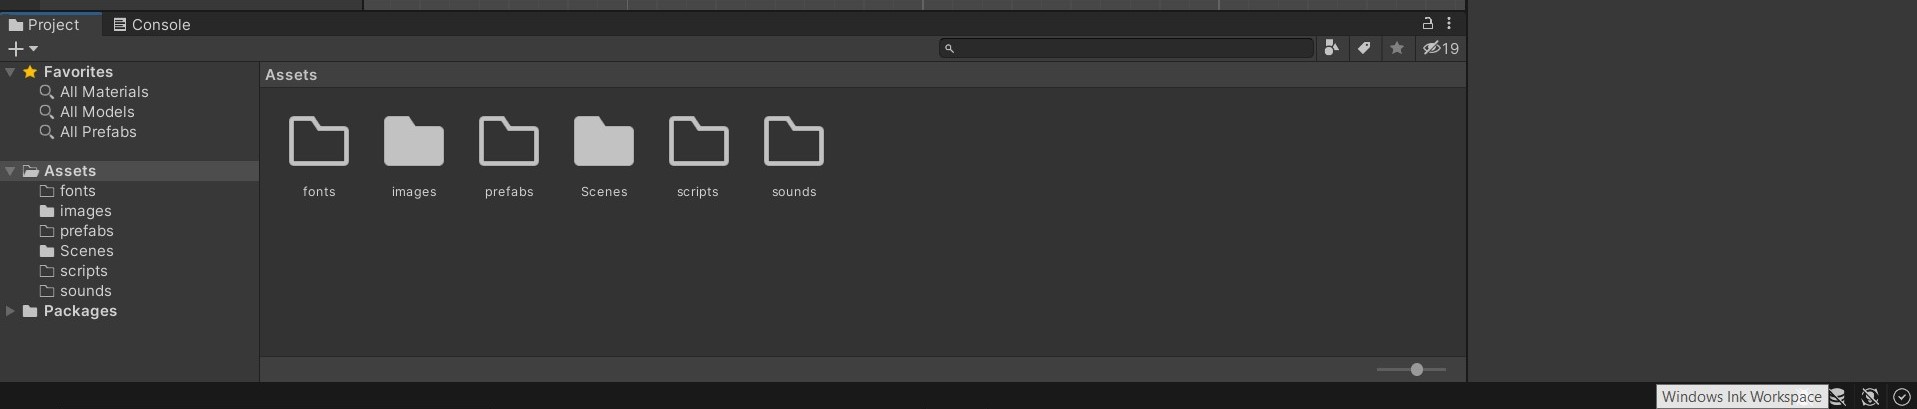 Project Console
19
Favorites
All Materials
All Models
All Prefabs
Assets
fonts
images
prefabs
Scenes
scripts
sounds
Packages
Assets
fonts images prefabs Scenes scripts sounds
Windows Ink Workspace